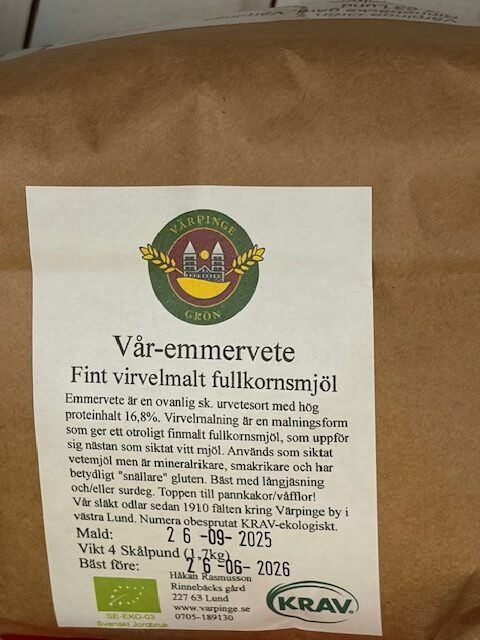 VÄRPINGE
GRÖN
Vår-emmervete
Fint virvelmalt fullkornsmjöl
Emmervete är en ovanlig sk. urvetesort med hög
proteinhalt 16,8%. Virvelmalning är en malningsform
som ger ett otroligt finmalt fullkornsmjöl, som uppför
sig nästan som siktat vitt mjöl. Används som siktat
vetemjöl men är mineralrikare, smakrikare och har
betydligt "snällare" gluten. Bäst med långjäsning
och/eller surdeg. Toppen till pannkakor/våfflor!
Vår släkt odlar sedan 1910 fälten kring Värpinge by i
västra Lund. Numera obesprutat KRAV-ekologiskt.
Mald: 26-09-2025
Vikt 4 Skålpund (1,7kg)
Bäst före: 26-06-2026
Håkan Rasmusson
Rinnebäcks gård
227 63 Lund
www.varpinge.se
0705-189130
SE-EKO-03
Svenskt Jordbruk
KRAV